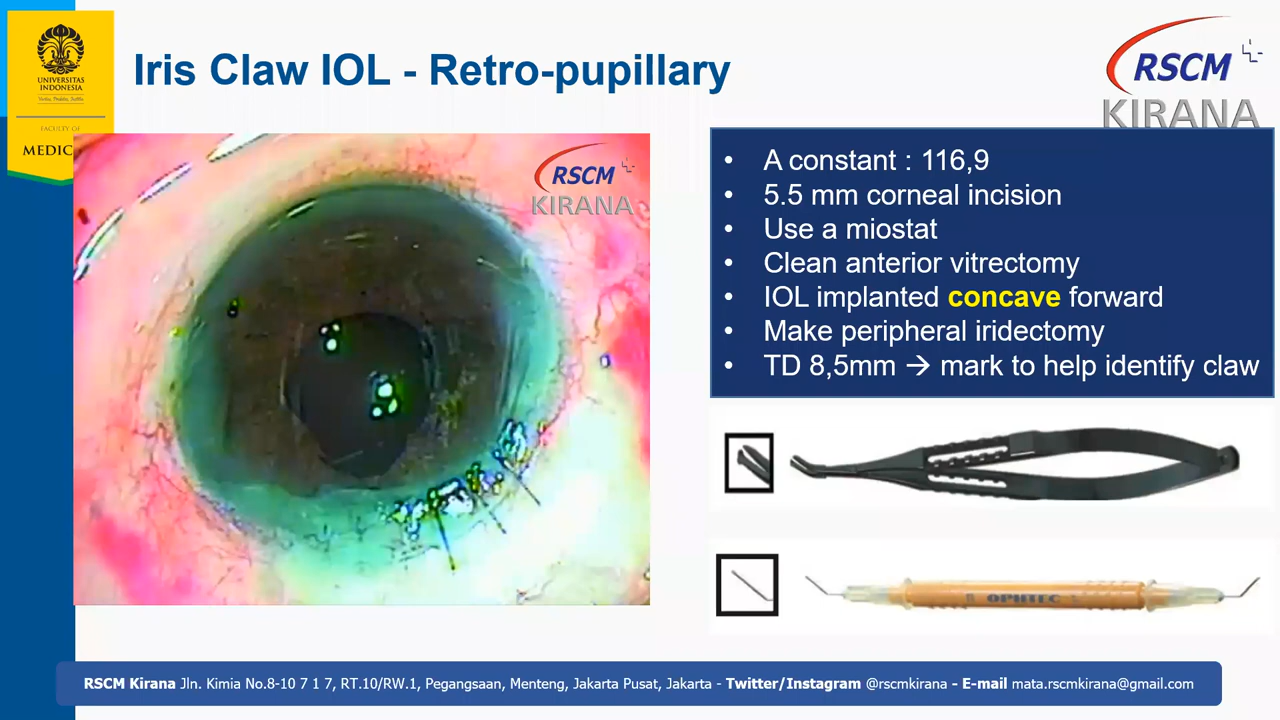 UNIVERSITAS
INDONESIA
Veritas, Probitas, Iustitia
FACULTY OF
MEDIC
Iris Claw IOL - Retro-pupillary
RSCM
KIRANA
RSCM
KIRANA
• A constant : 116,9
• 5.5 mm corneal incision
• Use a miostat
• Clean anterior vitrectomy
• IOL implanted concave forward
• Make peripheral iridectomy
• TD 8,5mm → mark to help identify claw
OPHTEC
RSCM Kirana Jln. Kimia No.8-10 7 1 7, RT.10/RW.1, Pegangsaan, Menteng, Jakarta Pusat, Jakarta - Twitter/Instagram @rscmkirana - E-mail mata.rscmkirana@gmail.com